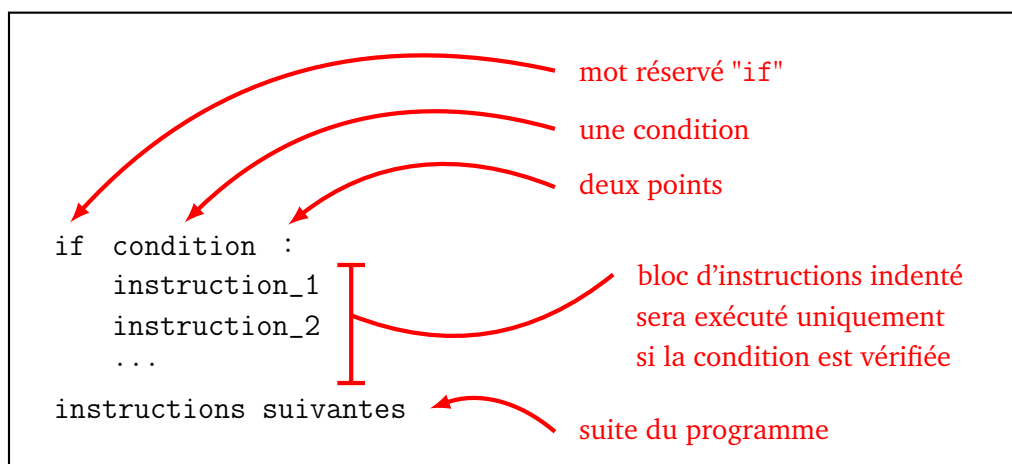 mot réservé "if"
une condition
deux points
if condition :
instruction_1
instruction_2
...
bloc d'instructions indenté
sera exécuté uniquement
si la condition est vérifiée
instructions suivantes
suite du programme